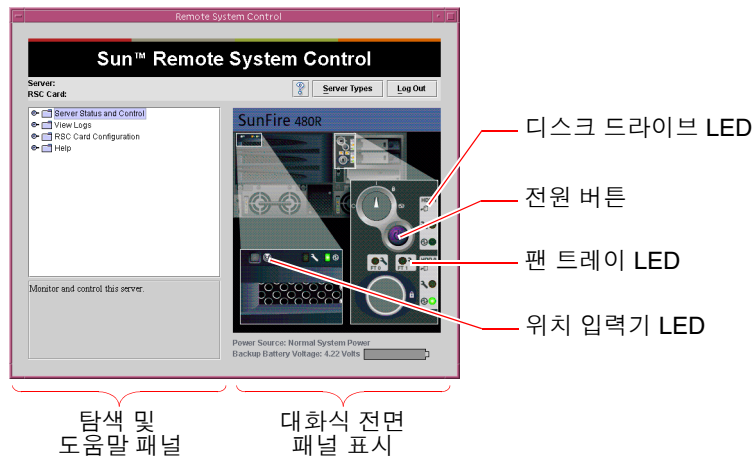 Remote System Control
Sun™ Remote System Control
Server:
RSC Card:
Server Types
Log Out
Server Status and Control
View Logs
RSC Card Configuration
Help
Monitor and control this server.
SunFire 480R
FT 0
FT 1
Power Source: Normal System Power
Backup Battery Voltage: 4.22 Volts
디스크 드라이브 LED
전원 버튼
팬 트레이 LED
위치 입력기 LED
탐색 및
도움말 패널
대화식 전면
패널 표시